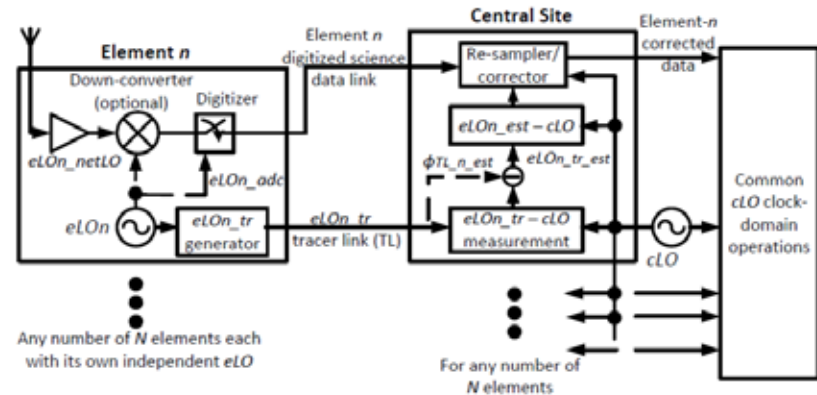 Element n
Down-converter
(optional)
Digitizer
eLOn_netLO
eLOn_adc
eLOn
eLOn_tr
generator
Any number of N elements each
with its own independent eLO
Element n
digitized science
data link
eLOn_tr
tracer link (TL)
Central Site
Re-sampler/
corrector
eLOn_est – cLO
ϕTL_n_est
eLOn_tr_est
eLOn_tr – cLO
measurement
For any number of
N elements
Element-n
corrected
data
cLO
Common
cLO clock-
domain
operations